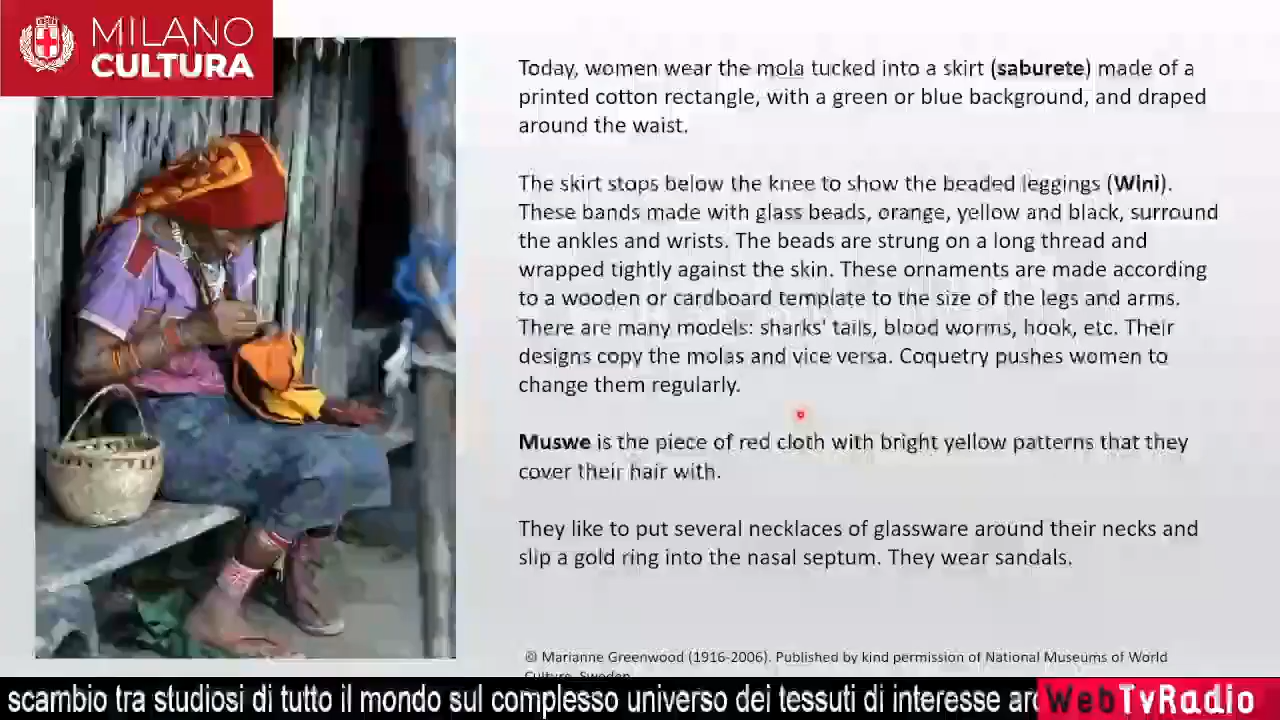 MILANO
CULTURA
Today, women wear the mola tucked into a skirt (saburete) made of a
printed cotton rectangle, with a green or blue background, and draped
around the waist.
The skirt stops below the knee to show the beaded leggings (Wini).
These bands made with glass beads, orange, yellow and black, surround
the ankles and wrists. The beads are strung on a long thread and
wrapped tightly against the skin. These ornaments are made according
to a wooden or cardboard template to the size of the legs and arms.
There are many models: sharks' tails, blood worms, hook, etc. Their
designs copy the molas and vice versa. Coquetry pushes women to
change them regularly.
Muswe is the piece of red cloth with bright yellow patterns that they
cover their hair with.
They like to put several necklaces of glassware around their necks and
slip a gold ring into the nasal septum. They wear sandals.
© Marianne Greenwood (1916-2006). Published by kind permission of National Museums of World
Culture, Sweden
scambio tra studiosi di tutto il mondo sul complesso universo dei tessuti di interesse arc
WebTvRadio